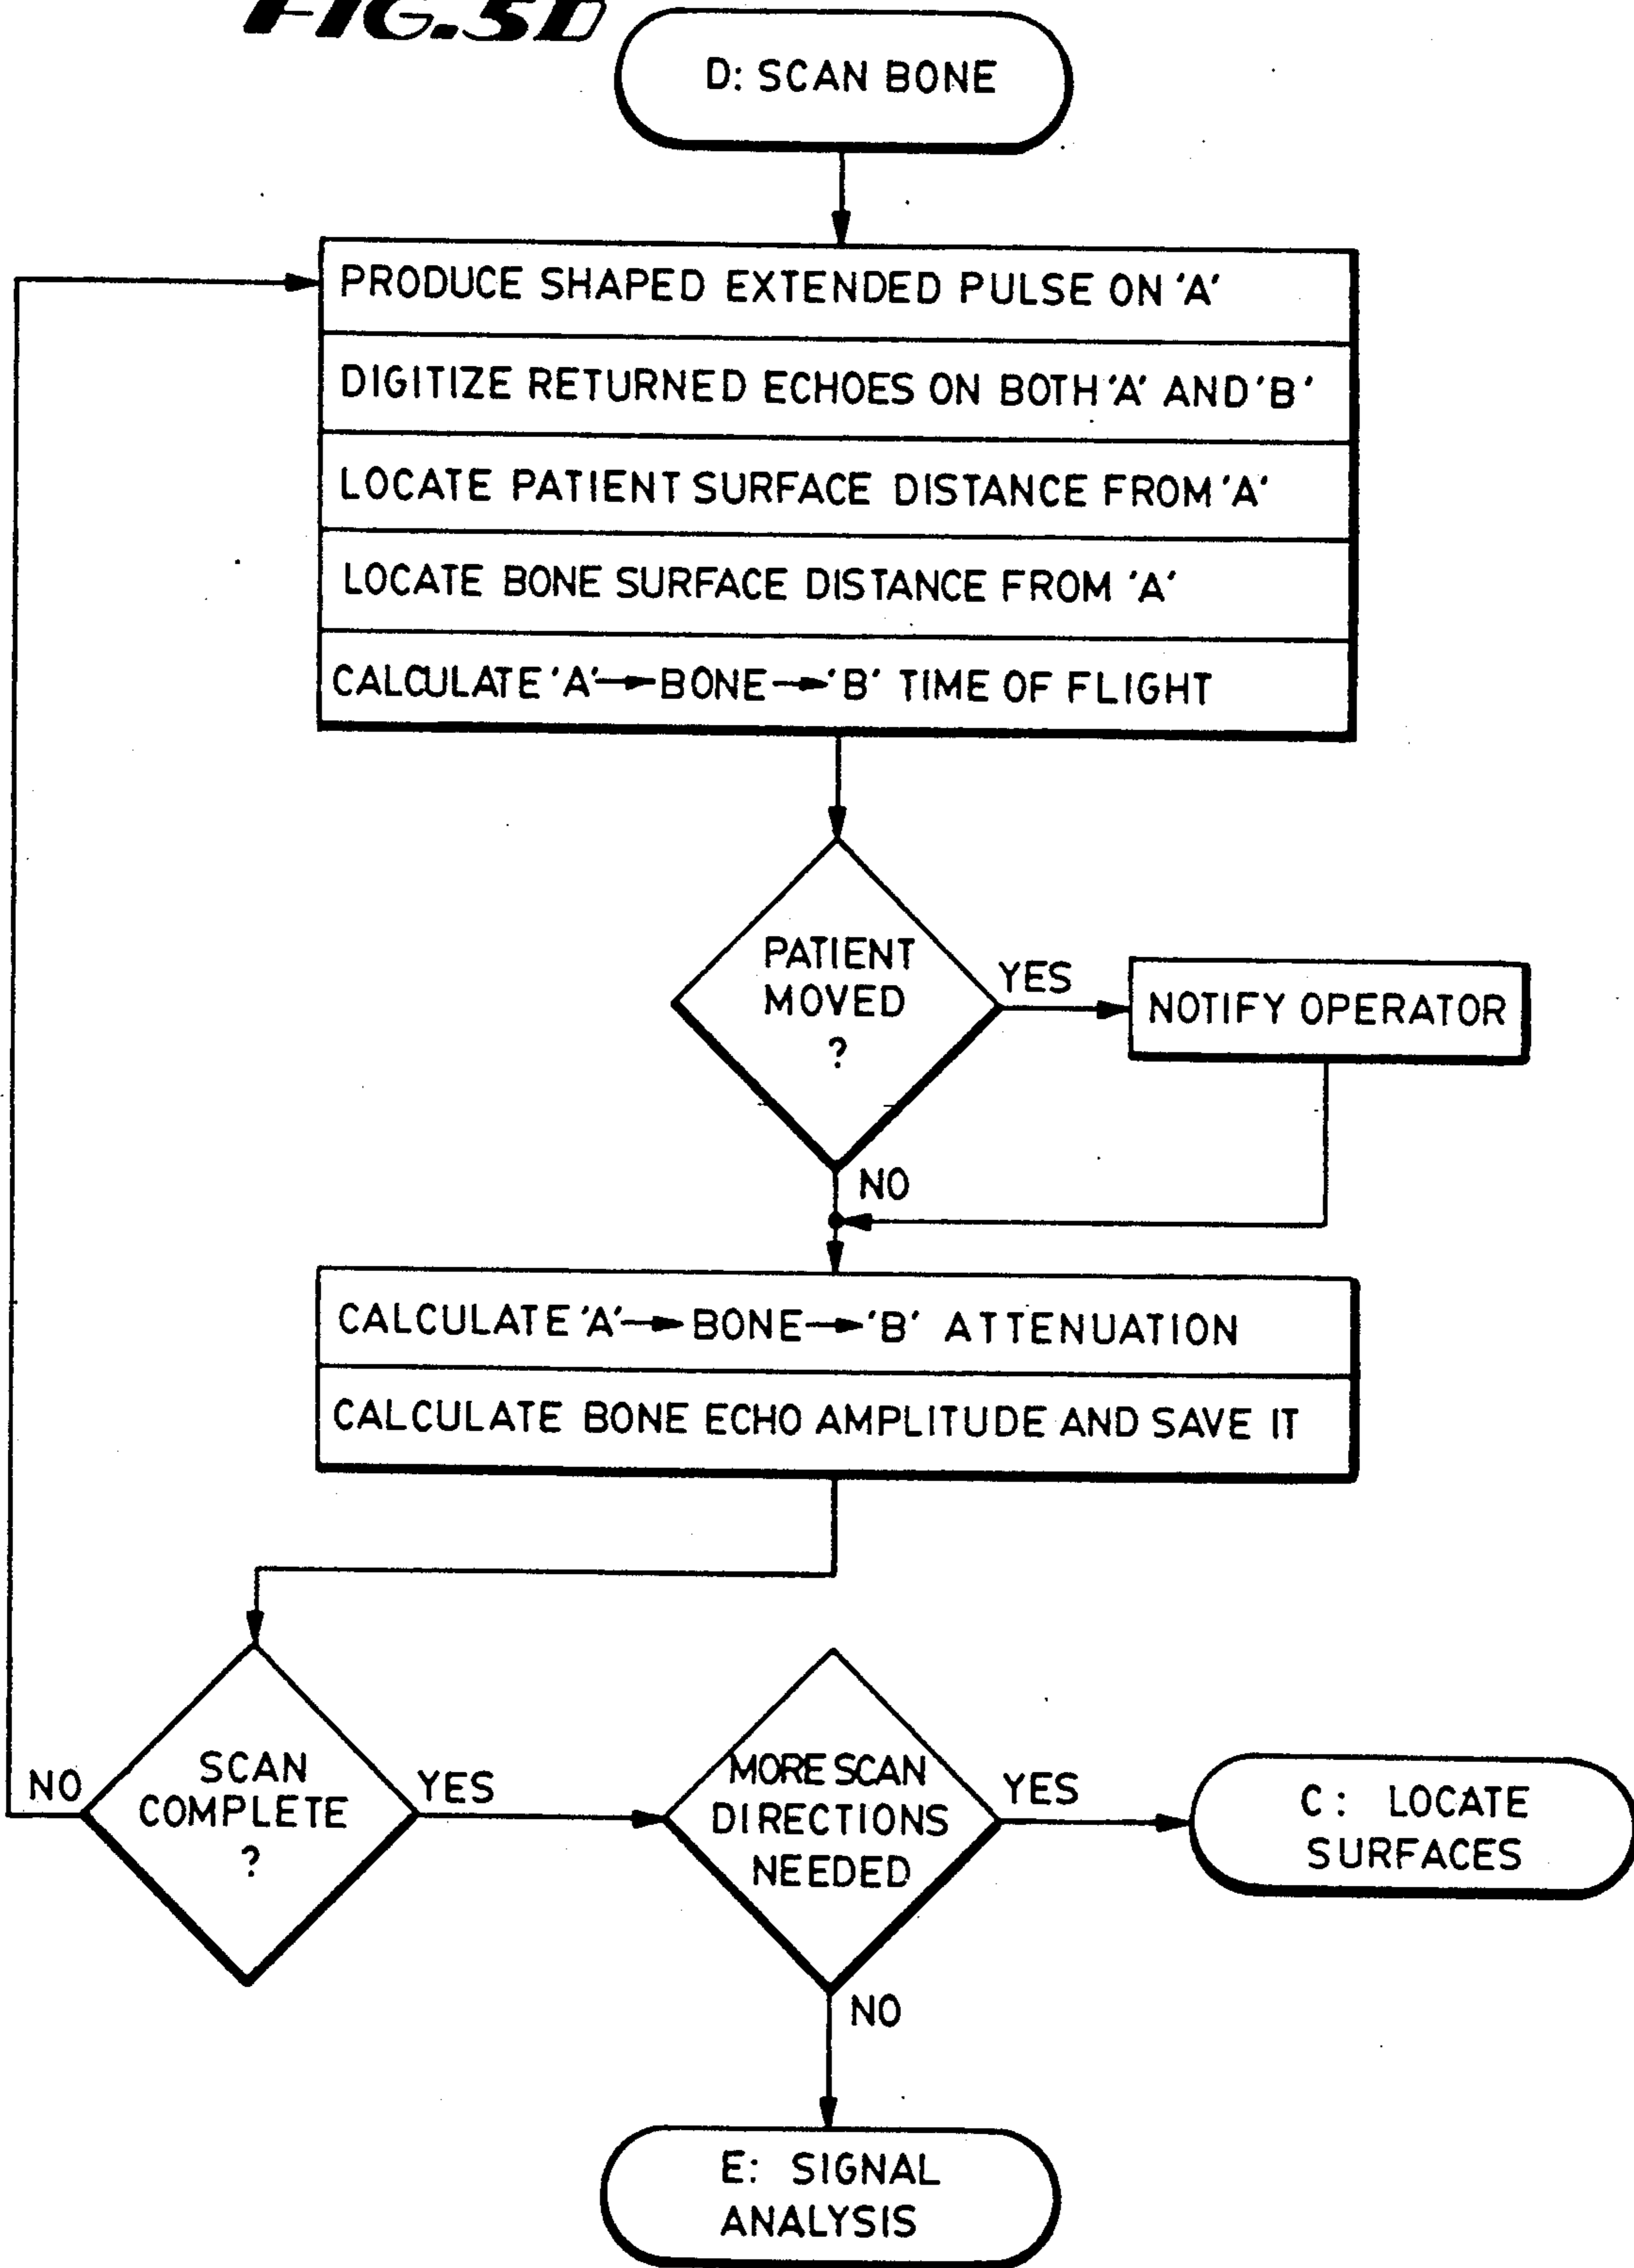 FIG.5D
D: SCAN BONE
PRODUCE SHAPED EXTENDED PULSE ON 'A'
DIGITIZE RETURNED ECHOES ON BOTH 'A' AND 'B'
LOCATE PATIENT SURFACE DISTANCE FROM 'A'
LOCATE BONE SURFACE DISTANCE FROM 'A'
CALCULATE 'A'→BONE→'B' TIME OF FLIGHT
PATIENT
MOVED
?
YES
NOTIFY OPERATOR
NO
CALCULATE 'A'→BONE→'B' ATTENUATION
CALCULATE BONE ECHO AMPLITUDE AND SAVE IT
NO
SCAN
COMPLETE
?
YES
MORE SCAN
DIRECTIONS
NEEDED
YES
C: LOCATE
SURFACES
NO
E: SIGNAL
ANALYSIS